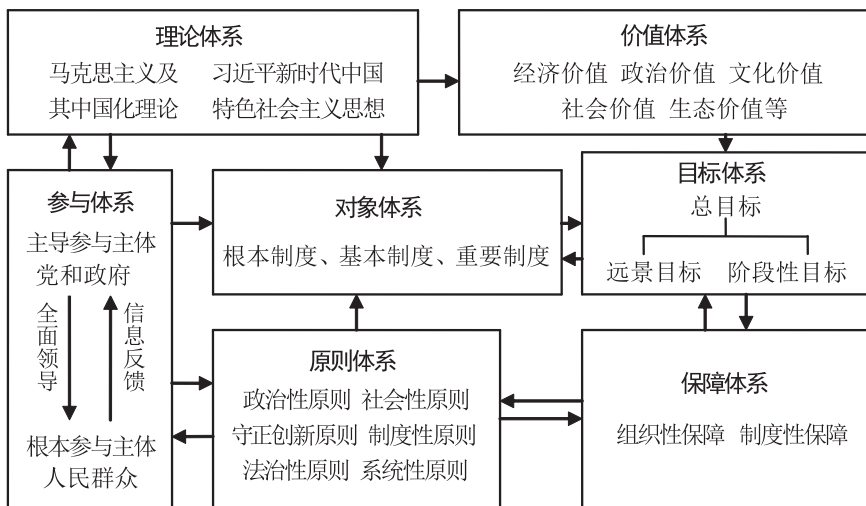 理论体系
马克思主义及 习近平新时代中国
其中国化理论 特色社会主义思想
价值体系
经济价值 政治价值 文化价值
社会价值 生态价值等
参与体系
主导参与主体
党和政府
全面领导
信息反馈
根本参与主体
人民群众
对象体系
根本制度、基本制度、重要制度
目标体系
总目标
远景目标 阶段性目标
原则体系
政治性原则 社会性原则
守正创新原则 制度性原则
法治性原则 系统性原则
保障体系
组织性保障 制度性保障